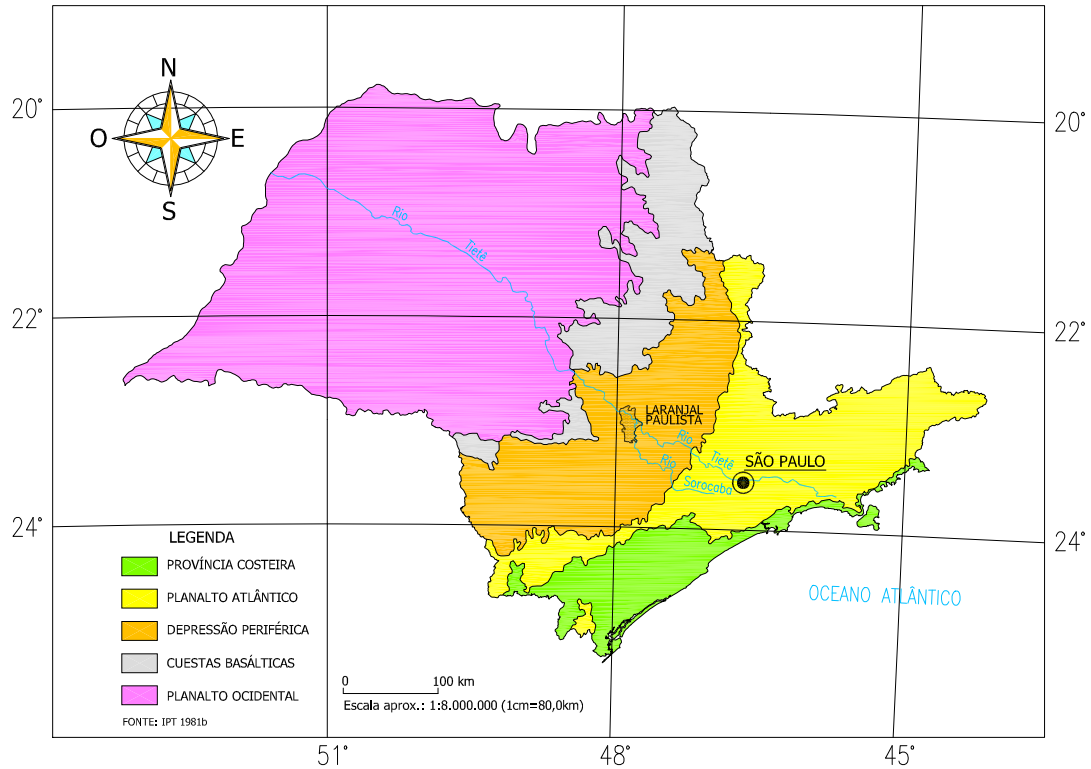 N
O
E
S
20°
20°
Rio
Tietê
22°
22°
LARANJAL
PAULISTA
Rio
Tietê
Rio
Sorocaba
SÃO PAULO
24°
24°
LEGENDA
PROVÍNCIA COSTEIRA
PLANALTO ATLÂNTICO
DEPRESSÃO PERIFÉRICA
CUESTAS BASÁLTICAS
PLANALTO OCIDENTAL
FONTE: IPT 1981b
0 100 km
Escala aprox.: 1:8.000.000 (1cm=80,0km)
OCEANO ATLÂNTICO
51°
48°
45°